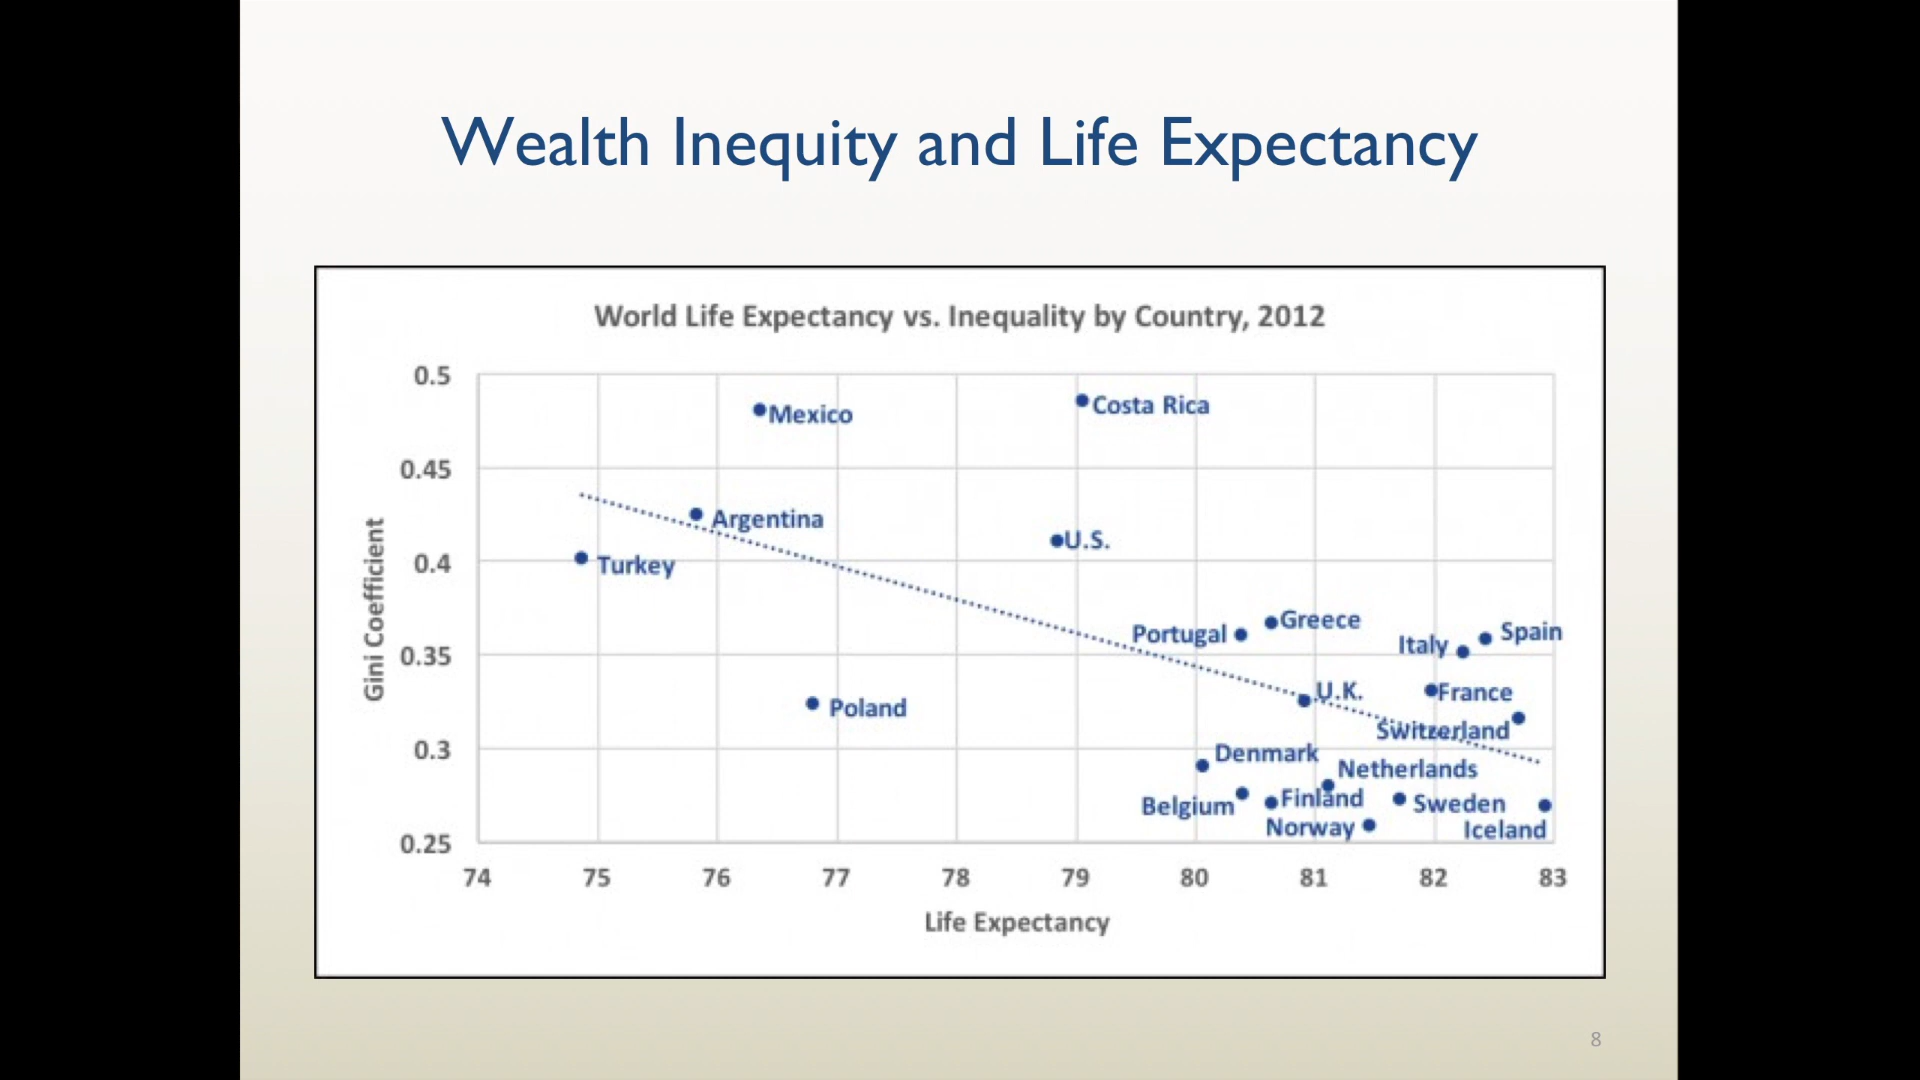 Wealth Inequity and Life Expectancy
World Life Expectancy vs. Inequality by Country, 2012
0.5
Mexico
Costa Rica
0.45
Argentina
U.S.
0.4
Turkey
Gini Coefficient
Greece
Portugal
Spain
Italy
0.35
U.K.
France
Poland
Switzerland
0.3
Denmark
Netherlands
Finland
Sweden
Belgium
Norway
Iceland
0.25
74 75 76 77 78 79 80 81 82 83
Life Expectancy
8